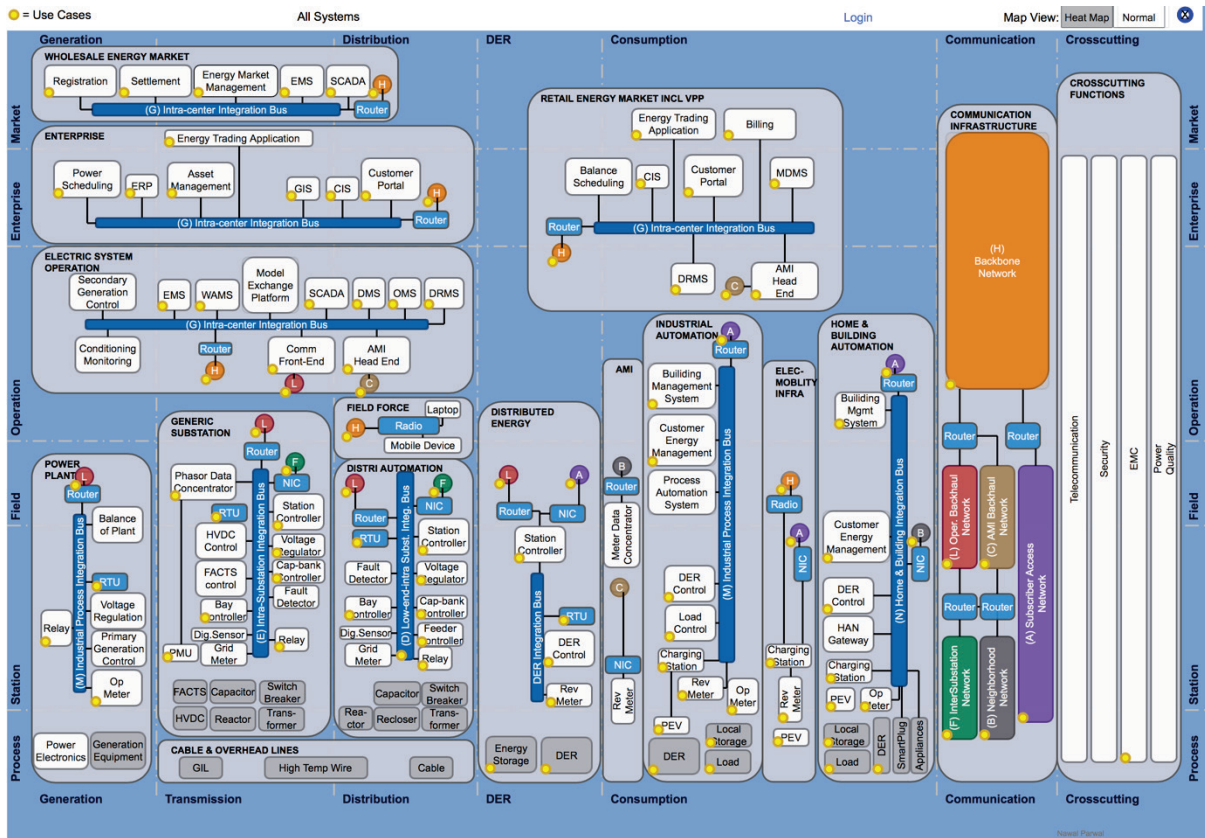 = Use Cases
All Systems
Login
Map View:
Heat Map
Normal
Generation
Distribution
DER
Consumption
Communication
Crosscutting
Market
Enterprise
Operation
Field
Station
Process
WHOLESALE ENERGY MARKET
Registration
Settlement
Energy Market
Management
EMS
SCADA
H
(G) Intra-center Integration Bus
Router
ENTERPRISE
Energy Trading Application
Power
Scheduling
ERP
Asset
Management
GIS
CIS
Customer
Portal
H
(G) Intra-center Integration Bus
Router
ELECTRIC SYSTEM
OPERATION
Secondary
Generation
Control
EMS
WAMS
Model
Exchange
Platform
SCADA
DMS
OMS
DRMS
(G) Intra-center Integration Bus
Conditioning
Monitoring
Router
H
Comm
Front-End
L
AMI
Head End
C
RETAIL ENERGY MARKET INCL VPP
Energy Trading
Application
Billing
Balance
Scheduling
CIS
Customer
Portal
MDMS
Router
(G) Intra-center Integration Bus
H
DRMS
C
AMI
Head
End
POWER
PLANT
L
Router
(M) Industrial Process Integration Bus
Balance
of Plant
RTU
Voltage
Regulation
Relay
Primary
Generation
Control
Op
Meter
Power
Electronics
Generation
Equipment
GENERIC
SUBSTATION
L
Router
F
NIC
Phasor Data
Concentrator
(E) Intra-Substation Integration Bus
RTU
Station
Controller
HVDC
Control
Voltage
Regulator
FACTS
control
Cap-bank
Controller
Bay
Controller
Fault
Detector
Dig.Sensor
PMU
Grid
Meter
Relay
FACTS
Capacitor
Switch
Breaker
HVDC
Reactor
Trans-
former
FIELD FORCE
Laptop
H
Radio
Mobile Device
DISTRI AUTOMATION
L
F
Router
NIC
(D) Low-end-intra Subst. Integ. Bus
RTU
Station
Controller
Fault
Detector
Voltage
Regulator
Bay
Controller
Cap-bank
Controller
Dig.Sensor
Feeder
Controller
Grid
Meter
Relay
Capacitor
Switch
Breaker
Rea-
ctor
Recloser
Trans-
former
CABLE & OVERHEAD LINES
GIL
High Temp Wire
Cable
DISTRIBUTED
ENERGY
L
A
Router
NIC
Station
Controller
DER Integration Bus
RTU
DER
Control
Rev
Meter
Energy
Storage
DER
AMI
B
Router
Meter Data
Concentrator
C
NIC
Rev
Meter
INDUSTRIAL
AUTOMATION
A
Router
Building
Management
System
Customer
Energy
Management
Process
Automation
System
(M) Industrial Process Integration Bus
DER
Control
Load
Control
Charging
Station
Rev
Meter
Op
Meter
PEV
Local
Storage
DER
Load
ELEC-
MOBLITY
INFRA
H
Radio
A
NIC
Charging
Station
Rev
Meter
PEV
HOME &
BUILDING
AUTOMATION
A
Router
Building
Mgmt
System
(N) Home & Building Integration Bus
Customer
Energy
Management
B
NIC
DER
Control
HAN
Gateway
Charging
Station
PEV
Op
Meter
Local
Storage
Load
DER
SmartPlug
Appliances
COMMUNICATION
INFRASTRUCTURE
(H)
Backbone
Network
Router
Router
Router
(L) Oper. Backhaul
Network
(C) AMI Backhaul
Network
(A) Subscriber Access
Network
Router
Router
(F) InterSubstation
Network
(B) Neighborhood
Network
CROSSCUTTING
FUNCTIONS
Telecommunication
Security
EMC
Power
Quality
Market
Enterprise
Operation
Field
Station
Process
Generation
Transmission
Distribution
DER
Consumption
Communication
Crosscutting